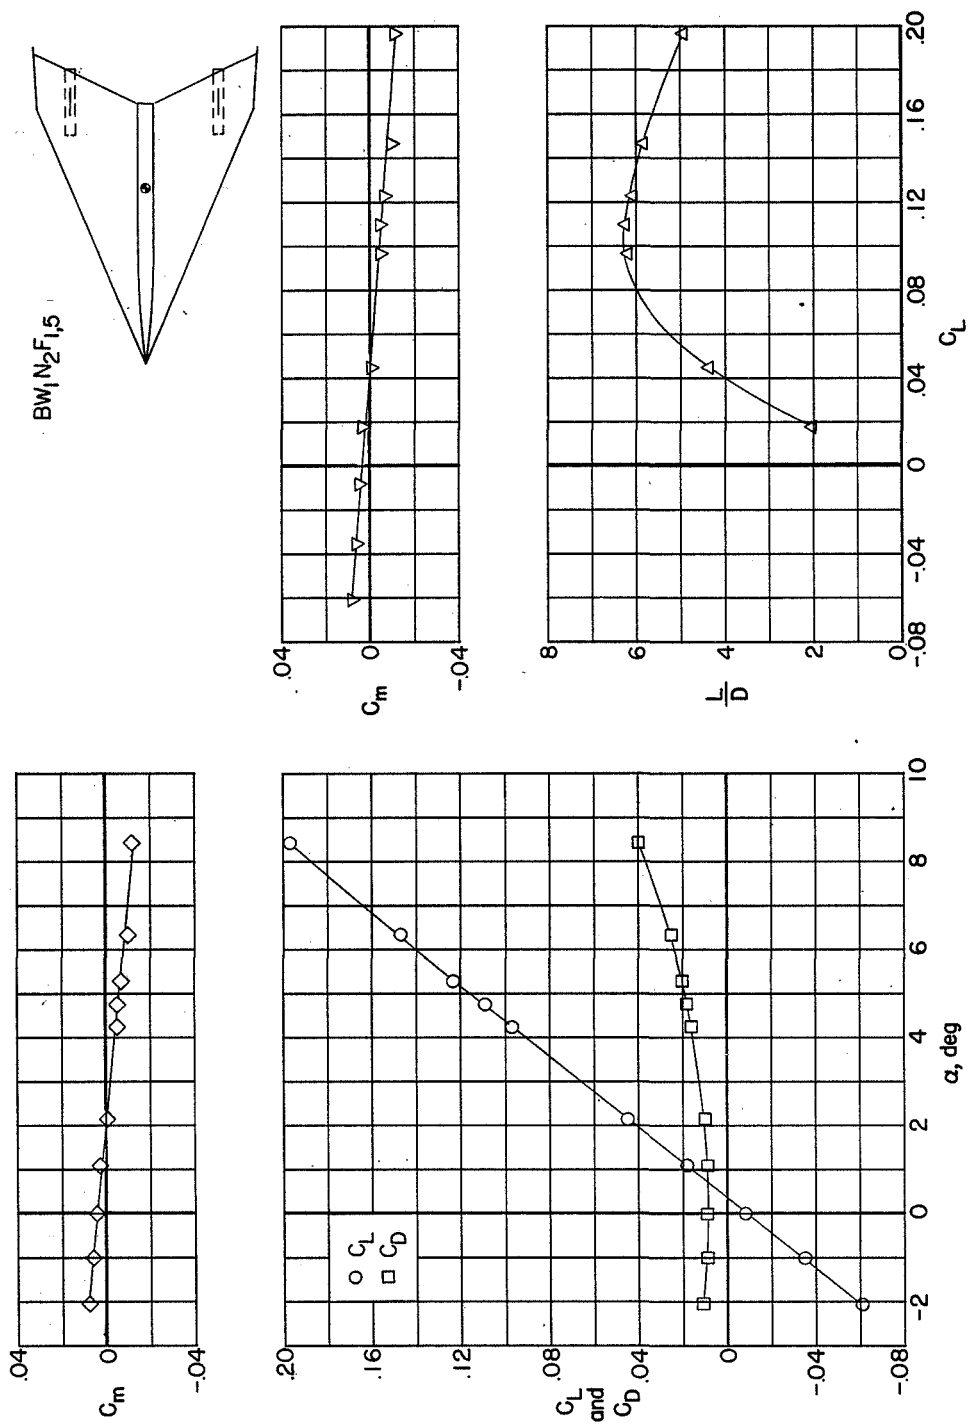 .04
Cm
0
-.04
.20
.16
.12
.08
CL
and
CD
.04
0
-.04
-.08
○ CL
□ CD
-2 0 2 4 6 8 10
α, deg
BW₁N₂F₁,₅
.04
Cm
0
-.04
8
6
L/D
4
2
0
-.08 -.04 0 .04 .08 .12 .16 .20
CL